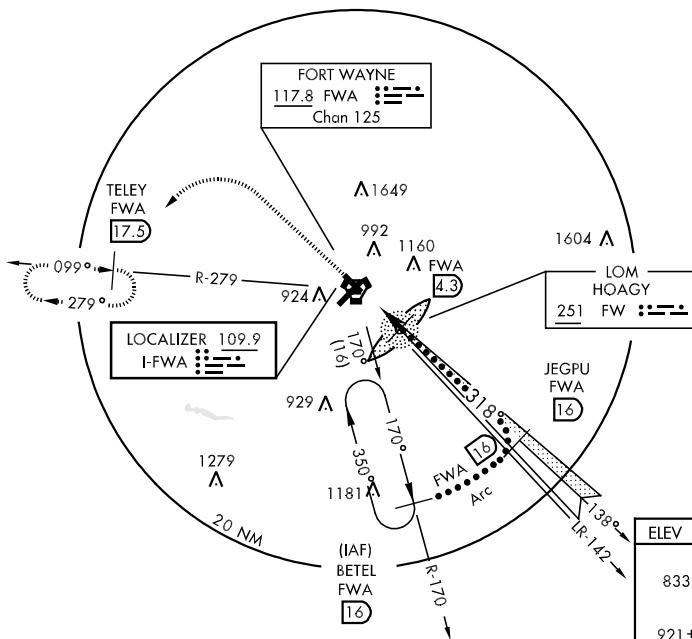 FORT WAYNE
117.8 FWA
Chan 125
1649
TELEY
FWA
17.5
992
1160
1604
FWA
4.3
099°
279°
R-279
924
LOM
HOAGY
251 FW
LOCALIZER 109.9
I-FWA
170°
(16)
318°
JEGPU
FWA
16
929
350°
170°
FWA 16
Arc
1279
1181
138°
LR-142
20 NM
(IAF)
BETEL
FWA
16
R-170
ELEV
833
921±